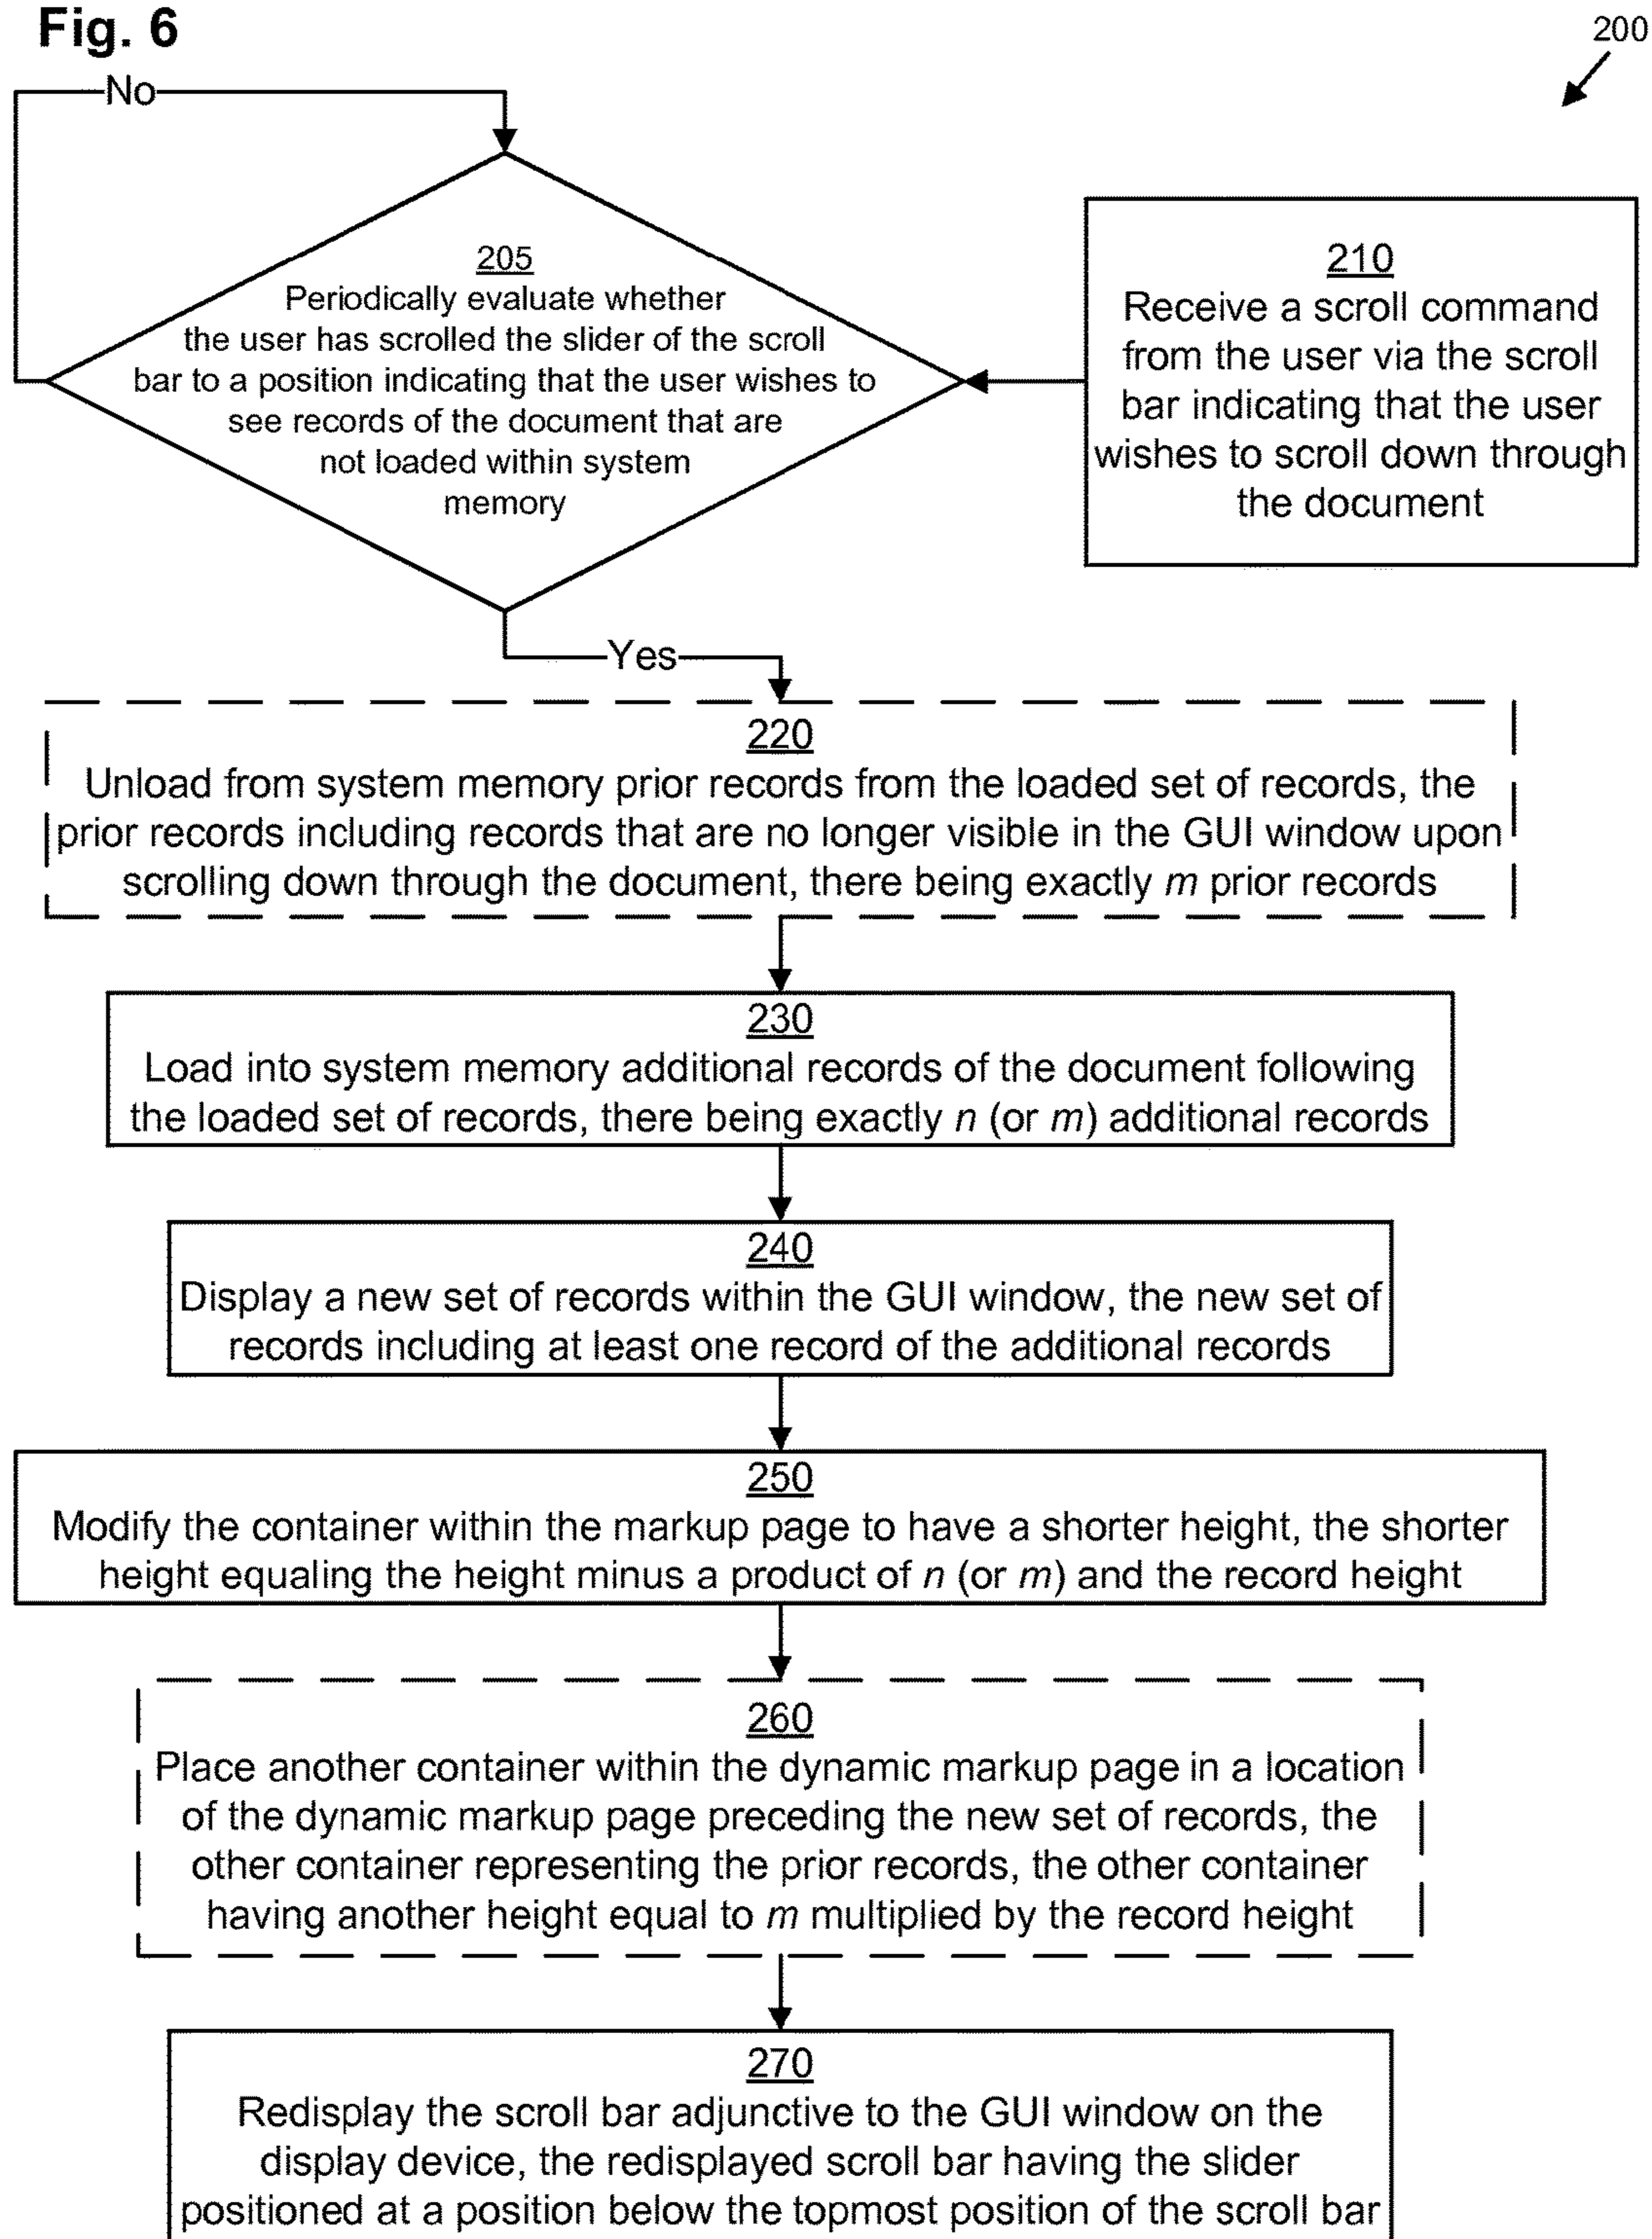 Fig. 6
200
No
205
Periodically evaluate whether
the user has scrolled the slider of the scroll
bar to a position indicating that the user wishes to
see records of the document that are
not loaded within system
memory
210
Receive a scroll command
from the user via the scroll
bar indicating that the user
wishes to scroll down through
the document
Yes
220
Unload from system memory prior records from the loaded set of records, the
prior records including records that are no longer visible in the GUI window upon
scrolling down through the document, there being exactly m prior records
230
Load into system memory additional records of the document following
the loaded set of records, there being exactly n (or m) additional records
240
Display a new set of records within the GUI window, the new set of
records including at least one record of the additional records
250
Modify the container within the markup page to have a shorter height, the shorter
height equaling the height minus a product of n (or m) and the record height
260
Place another container within the dynamic markup page in a location
of the dynamic markup page preceding the new set of records, the
other container representing the prior records, the other container
having another height equal to m multiplied by the record height
270
Redisplay the scroll bar adjunctive to the GUI window on the
display device, the redisplayed scroll bar having the slider
positioned at a position below the topmost position of the scroll bar